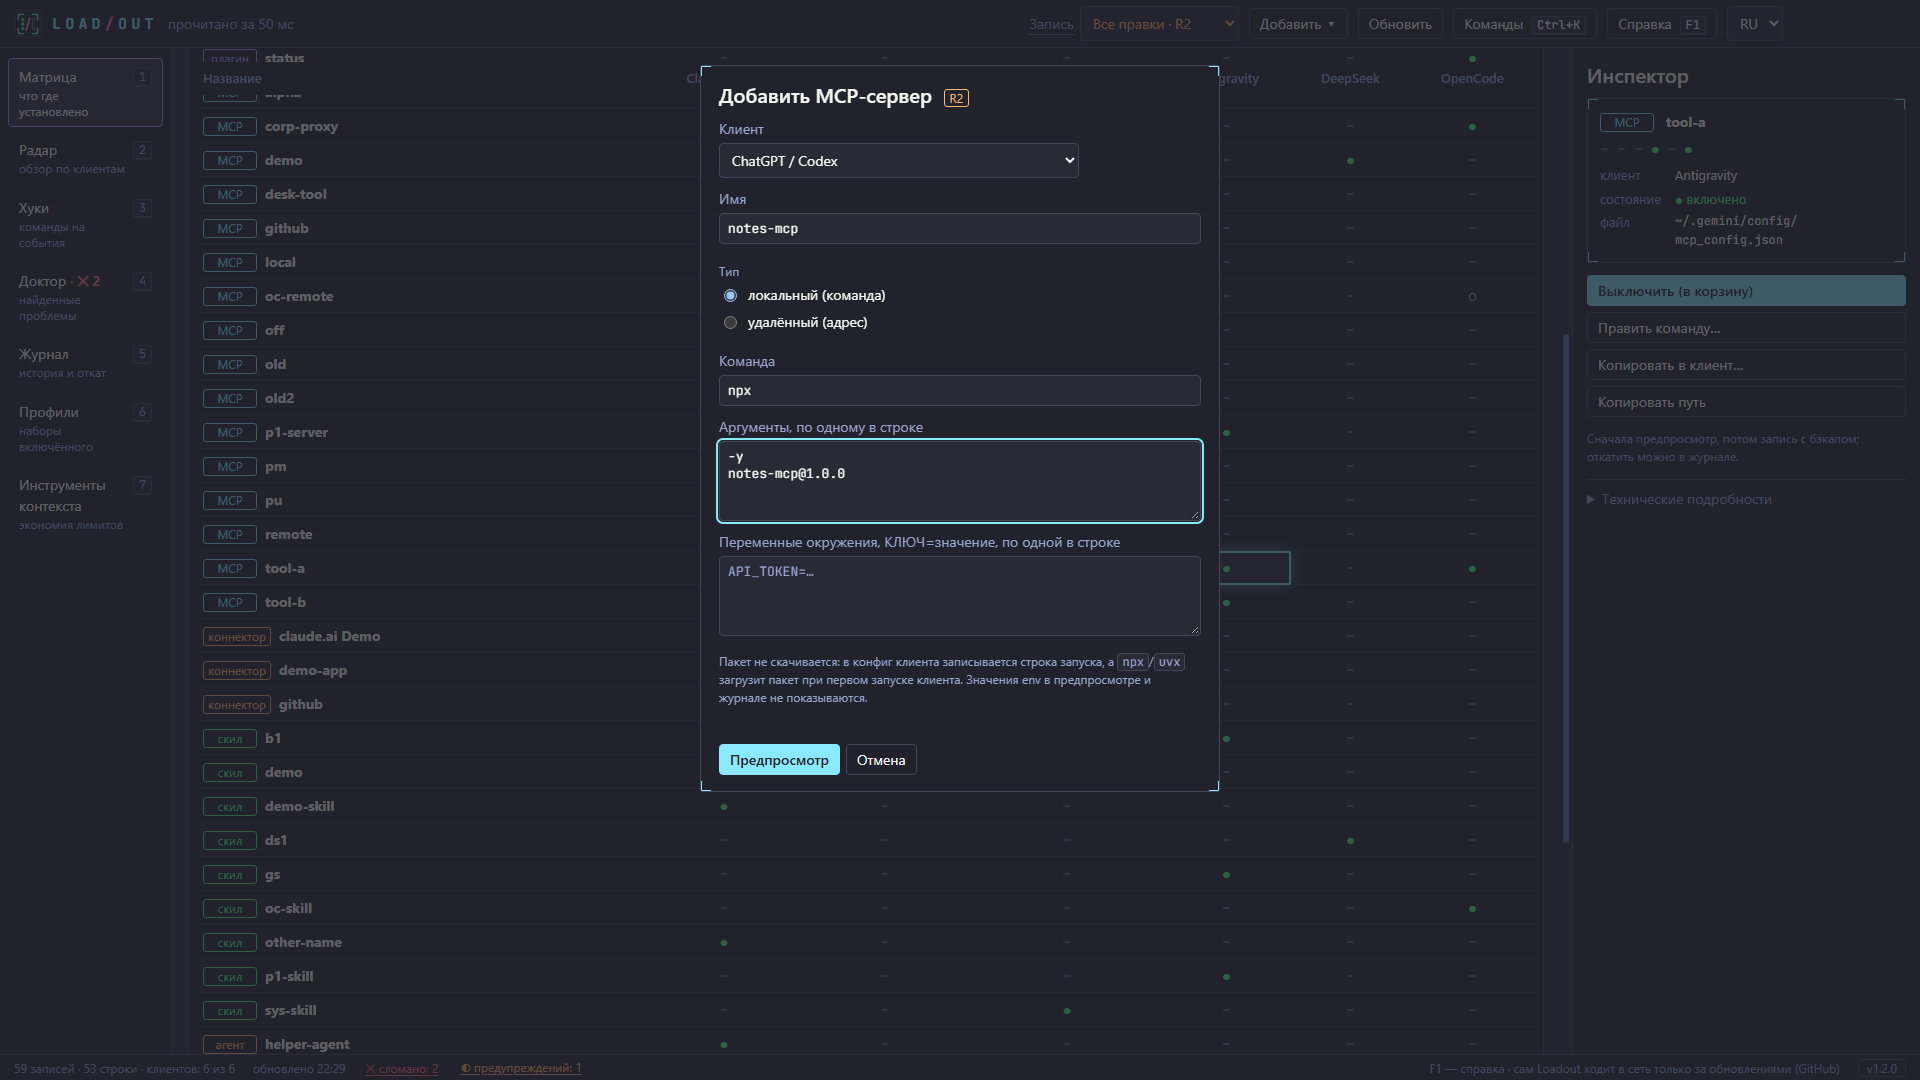 LOAD/OUT прочитано за 50 мс
Запись Все правки · R2 Добавить ▾ Обновить Команды Ctrl+K Справка F1 RU
Матрица 1
что где
установлено
Радар 2
обзор по клиентам
Хуки 3
команды на
события
Доктор · ✕ 2 4
найденные
проблемы
Журнал 5
история и откат
Профили 6
наборы
включённого
Инструменты 7
контекста
экономия лимитов
плагин status
Название DeepSeek OpenCode
MCP alpha
MCP corp-proxy
MCP demo
MCP desk-tool
MCP github
MCP local
MCP oc-remote
MCP off
MCP old
MCP old2
MCP p1-server
MCP pm
MCP pu
MCP remote
MCP tool-a
MCP tool-b
коннектор claude.ai Demo
коннектор demo-app
коннектор github
скил b1
скил demo
скил demo-skill
скил ds1
скил gs
скил oc-skill
скил other-name
скил p1-skill
скил sys-skill
агент helper-agent
Добавить MCP-сервер R2
Клиент
ChatGPT / Codex
Имя
notes-mcp
Тип
локальный (команда)
удалённый (адрес)
Команда
npx
Аргументы, по одному в строке
-y
notes-mcp@1.0.0
Переменные окружения, КЛЮЧ=значение, по одной в строке
API_TOKEN=…
Пакет не скачивается: в конфиг клиента записывается строка запуска, а npx/uvx
загрузит пакет при первом запуске клиента. Значения env в предпросмотре и
журнале не показываются.
Предпросмотр Отмена
Инспектор
MCP tool-a
клиент Antigravity
состояние ● включено
файл ~/.gemini/config/
mcp_config.json
Выключить (в корзину)
Править команду…
Копировать в клиент…
Копировать путь
Сначала предпросмотр, потом запись с бэкапом;
откатить можно в журнале.
▶ Технические подробности
59 записей · 53 строки · клиентов: 6 из 6 обновлено 22:29 ✕ сломано: 2 ◐ предупреждений: 1
F1 — справка · сам Loadout ходит в сеть только за обновлениями (GitHub) v1.2.0